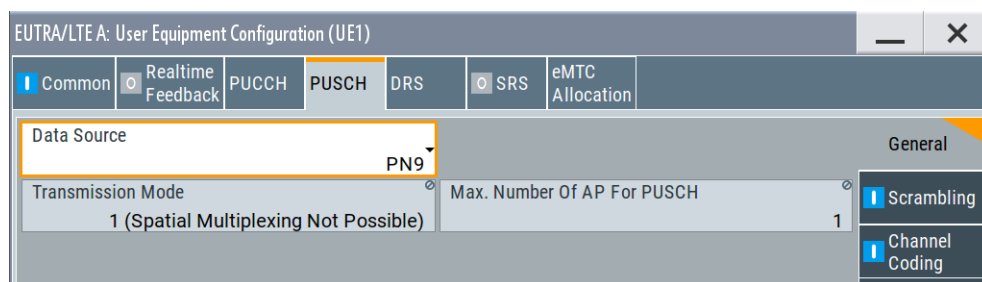 EUTRA/LTE A: User Equipment Configuration (UE1)
Common
Realtime
Feedback
PUCCH
PUSCH
DRS
SRS
eMTC
Allocation
Data Source
PN9
General
Transmission Mode
1 (Spatial Multiplexing Not Possible)
Max. Number Of AP For PUSCH
1
Scrambling
Channel
Coding